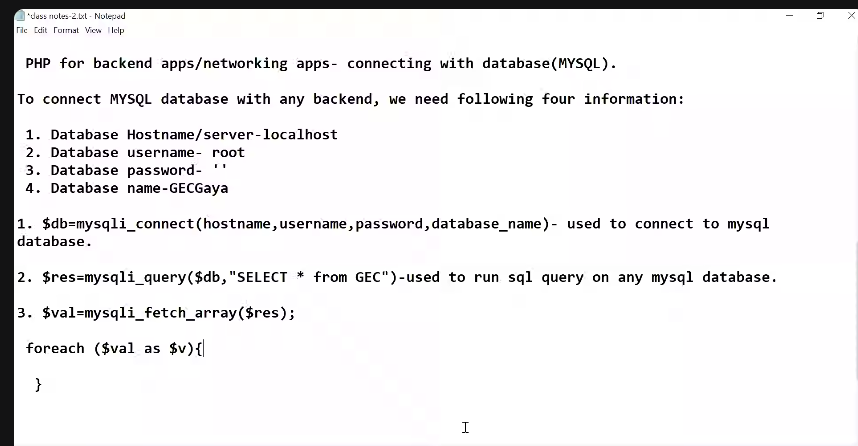 *class notes-2.txt - Notepad
File Edit Format View Help
PHP for backend apps/networking apps- connecting with database(MYSQL).
To connect MYSQL database with any backend, we need following four information:
1. Database Hostname/server-localhost
2. Database username- root
3. Database password- ''
4. Database name-GECGaya
1. $db=mysqli_connect(hostname,username,password,database_name)- used to connect to mysql
database.
2. $res=mysqli_query($db,"SELECT * from GEC")-used to run sql query on any mysql database.
3. $val=mysqli_fetch_array($res);
foreach ($val as $v){
}